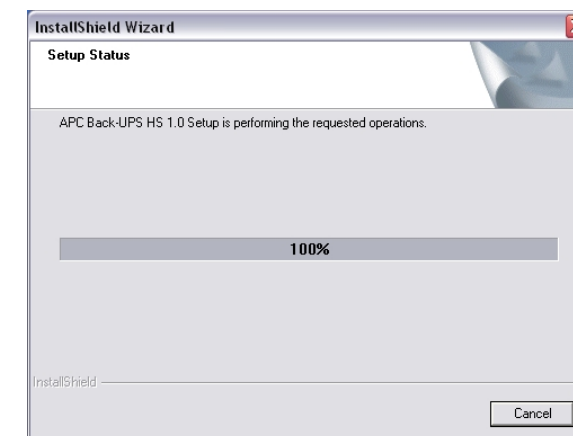 InstallShield Wizard
Setup Status
APC Back-UPS HS 1.0 Setup is performing the requested operations.
100%
InstallShield
Cancel